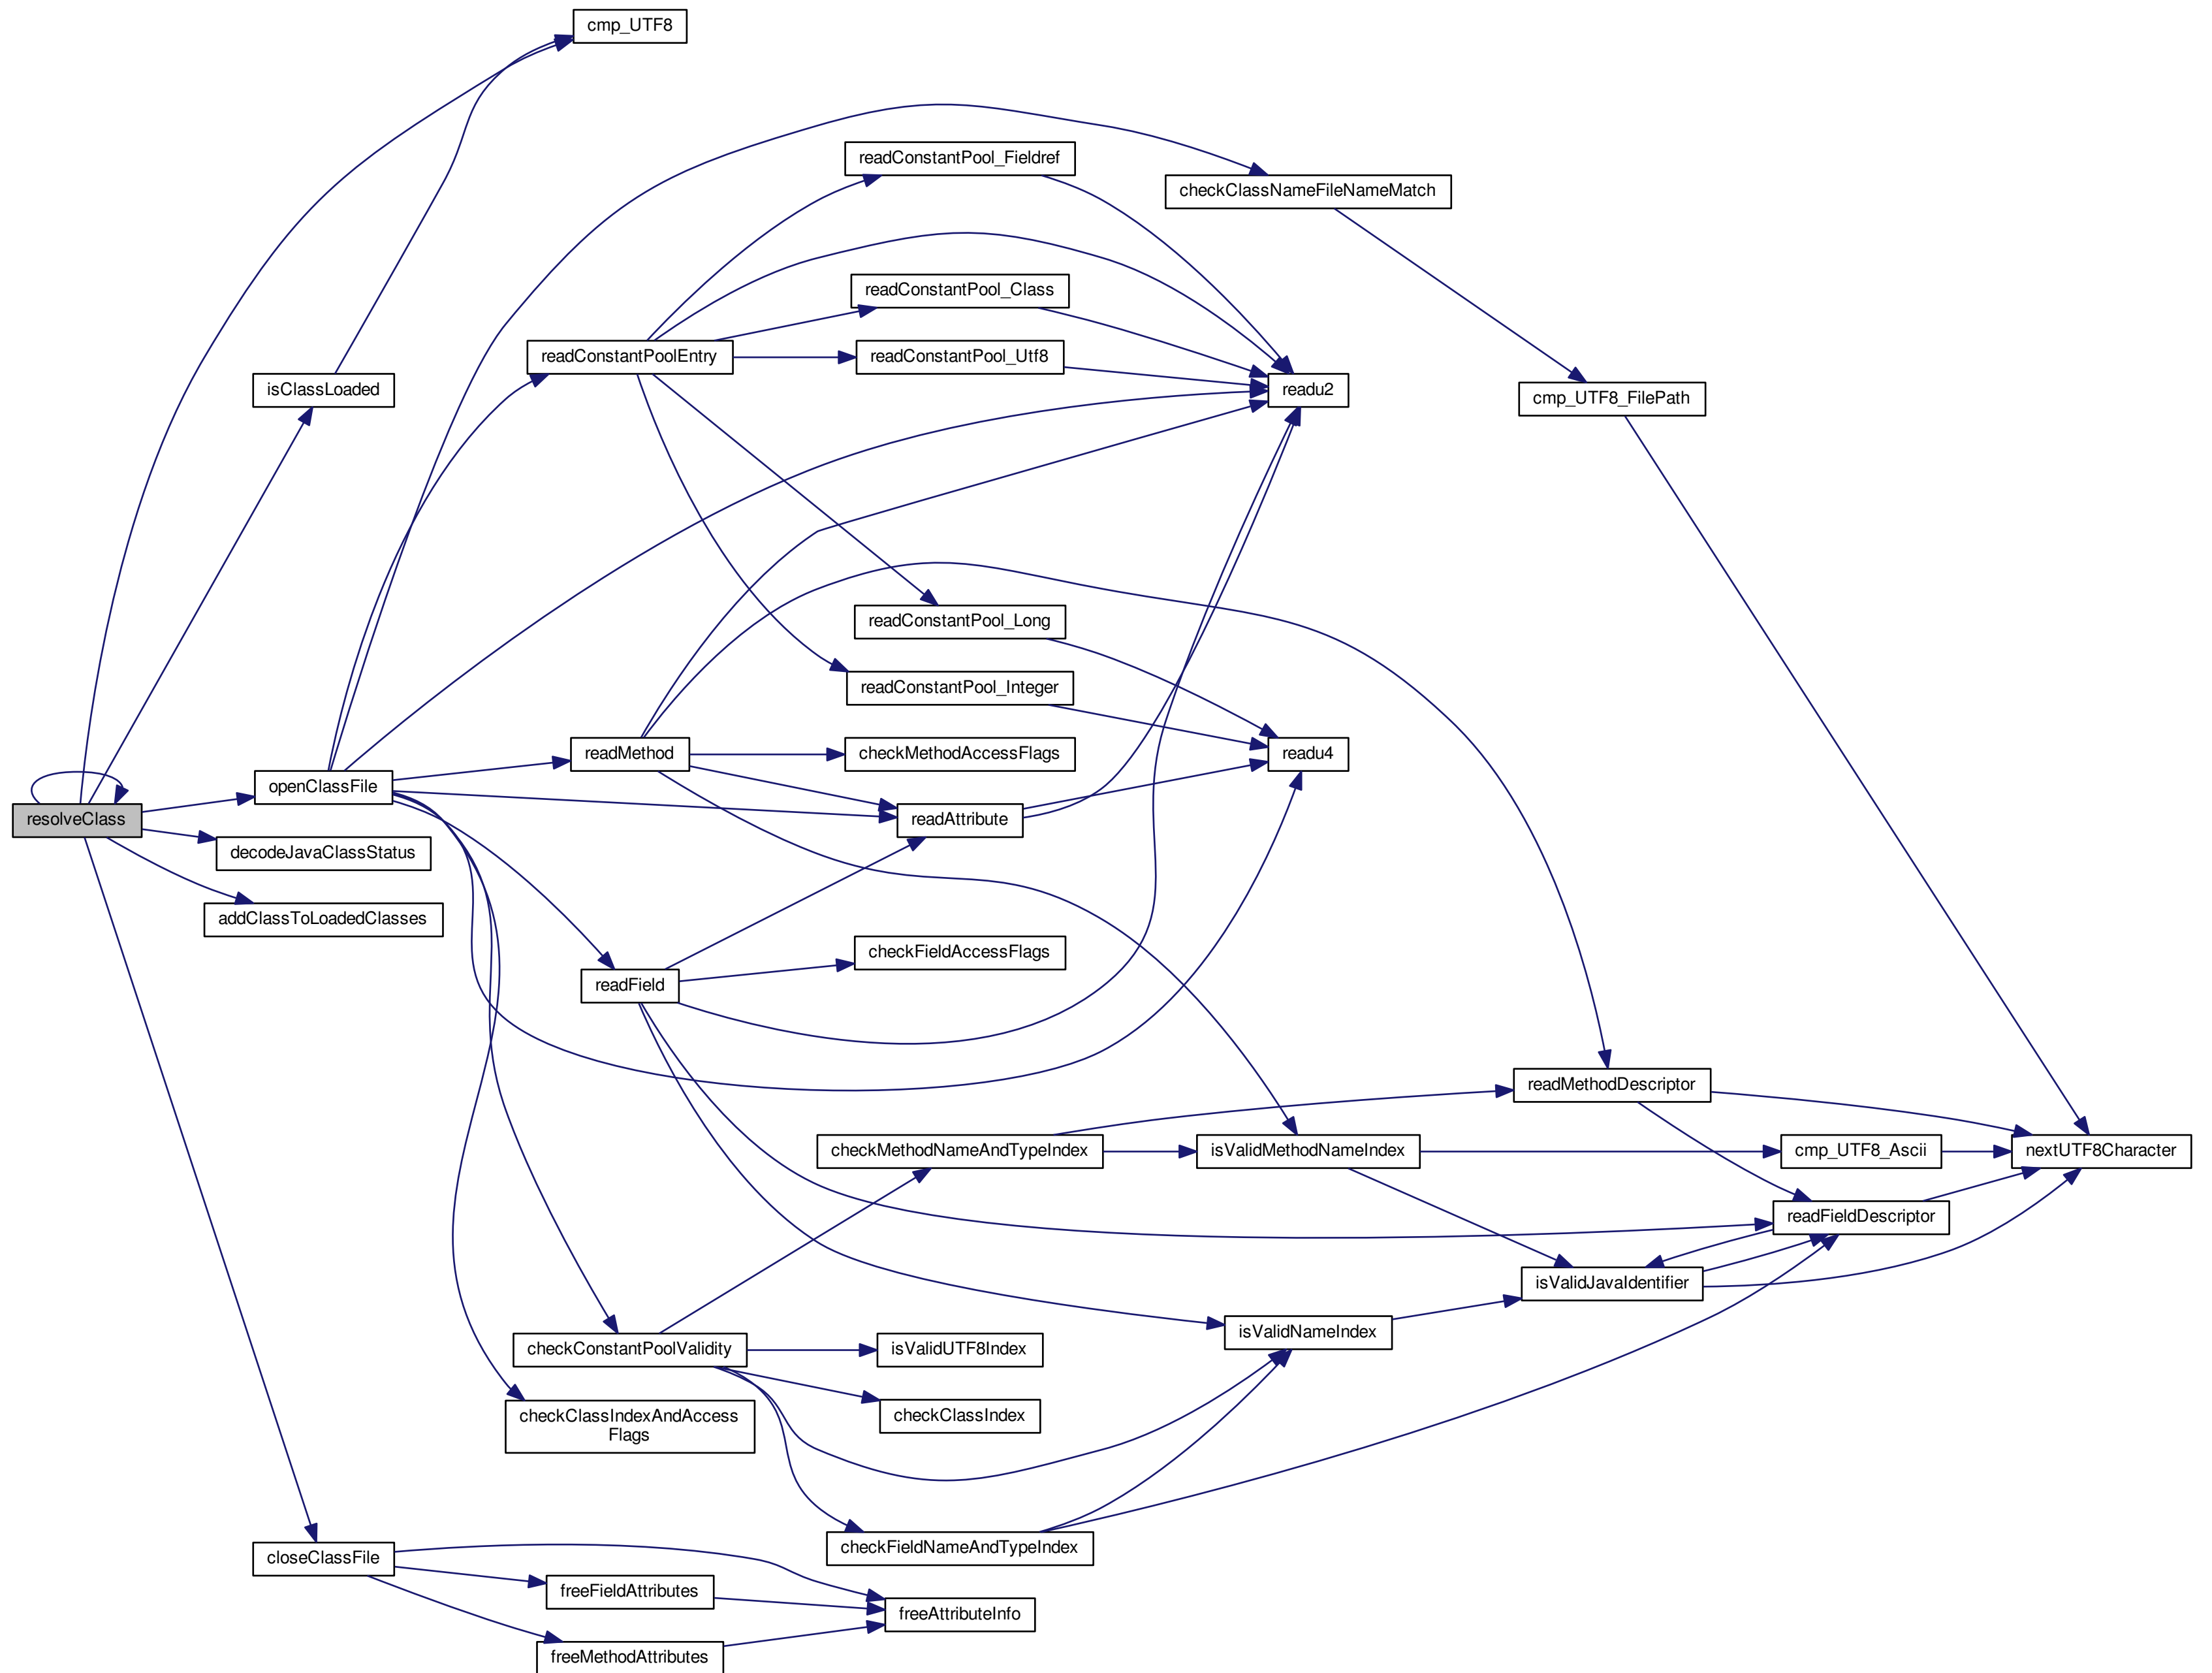 cmp_UTF8
readConstantPool_Fieldref
checkClassNameFileNameMatch
readConstantPool_Class
readConstantPoolEntry
readConstantPool_Utf8
isClassLoaded
readu2
cmp_UTF8_FilePath
readConstantPool_Long
readConstantPool_Integer
readMethod
checkMethodAccessFlags
readu4
openClassFile
resolveClass
readAttribute
decodeJavaClassStatus
addClassToLoadedClasses
checkFieldAccessFlags
readField
readMethodDescriptor
checkMethodNameAndTypeIndex
isValidMethodNameIndex
cmp_UTF8_Ascii
nextUTF8Character
readFieldDescriptor
isValidJavaIdentifier
isValidNameIndex
checkConstantPoolValidity
isValidUTF8Index
checkClassIndex
checkClassIndexAndAccess
Flags
checkFieldNameAndTypeIndex
closeClassFile
freeFieldAttributes
freeAttributeInfo
freeMethodAttributes